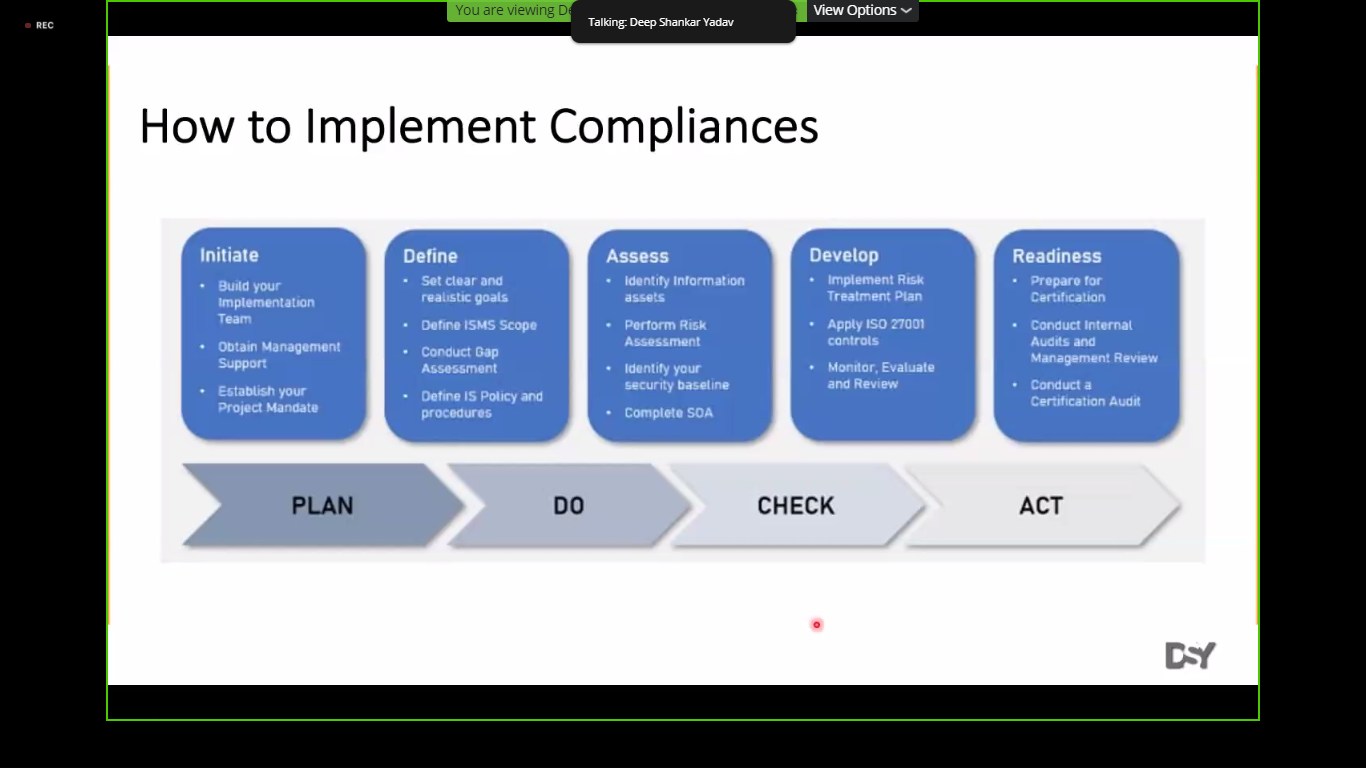 REC
You are viewing De
Talking: Deep Shankar Yadav
View Options
How to Implement Compliances
Initiate
• Build your
Implementation
Team
• Obtain Management
Support
• Establish your
Project Mandate
Define
• Set clear and
realistic goals
• Define ISMS Scope
• Conduct Gap
Assessment
• Define IS Policy and
procedures
Assess
• Identify Information
assets
• Perform Risk
Assessment
• Identify your
security baseline
• Complete SOA
Develop
• Implement Risk
Treatment Plan
• Apply ISO 27001
controls
• Monitor, Evaluate
and Review
Readiness
• Prepare for
Certification
• Conduct Internal
Audits and
Management Review
• Conduct a
Certification Audit
PLAN
DO
CHECK
ACT
DSY